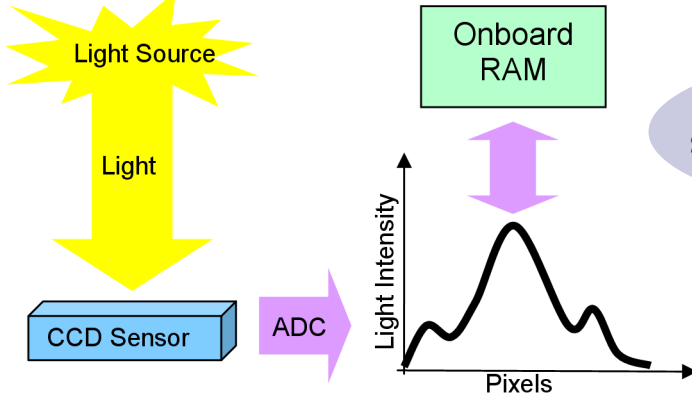 Light Source
Light
CCD Sensor
ADC
Onboard
RAM
Light Intensity
Pixels